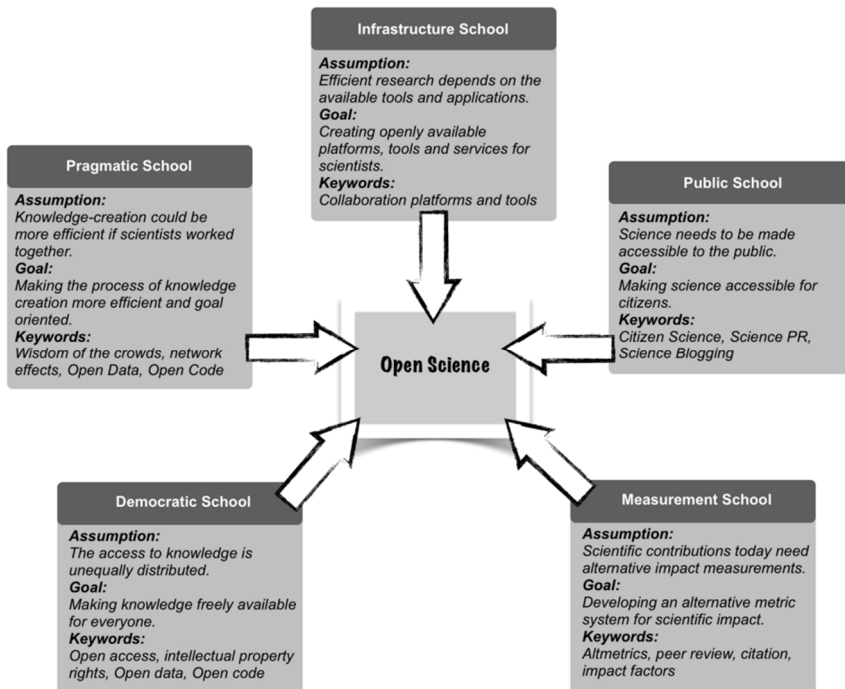 Infrastructure School
Assumption:
Efficient research depends on the
available tools and applications.
Goal:
Creating openly available
platforms, tools and services for
scientists.
Keywords:
Collaboration platforms and tools
Pragmatic School
Assumption:
Knowledge-creation could be
more efficient if scientists worked
together.
Goal:
Making the process of knowledge
creation more efficient and goal
oriented.
Keywords:
Wisdom of the crowds, network
effects, Open Data, Open Code
Public School
Assumption:
Science needs to be made
accessible to the public.
Goal:
Making science accessible for
citizens.
Keywords:
Citizen Science, Science PR,
Science Blogging
Open Science
Democratic School
Assumption:
The access to knowledge is
unequally distributed.
Goal:
Making knowledge freely available
for everyone.
Keywords:
Open access, intellectual property
rights, Open data, Open code
Measurement School
Assumption:
Scientific contributions today need
alternative impact measurements.
Goal:
Developing an alternative metric
system for scientific impact.
Keywords:
Altmetrics, peer review, citation,
impact factors